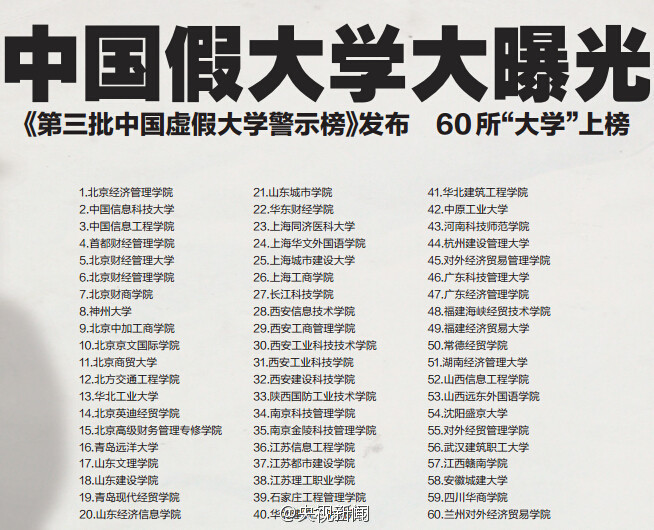 中国假大学大曝光
《第三批中国虚假大学警示榜》发布 60所“大学”上榜
1.北京经济管理学院
2.中国信息科技大学
3.中国信息工程学院
4.首都财经管理学院
5.北京经济管理大学
6.北京财经管理学院
7.北京财商学院
8.神州大学
9.北京中加工商学院
10.北京京文国际学院
11.北京商贸大学
12.北方交通工程学院
13.华北工业大学
14.北京英迪经贸学院
15.北京高级财务管理专修学院
16.青岛远洋大学
17.山东文理学院
18.山东建设学院
19.青岛现代经贸学院
20.山东经济信息学院
21.山东城市学院
22.华东财经学院
23.上海同济医科大学
24.上海华文外国语学院
25.上海城市建设大学
26.上海工商学院
27.长江科技学院
28.西安信息技术学院
29.西安工商管理学院
30.西安工业科技技术学院
31.西安工业科技学院
32.西安建设科技学院
33.陕西国防工业技术学院
34.南京科技管理学院
35.南京金陵科技管理学院
36.江苏信息工程学院
37.江苏都市建设学院
38.江苏理工职业学院
39.石家庄工程管理学院
40.华
41.华北建筑工程学院
42.中原工业大学
43.河南科技师范学院
44.杭州建设管理大学
45.对外经济贸易管理学院
46.广东科技管理大学
47.广东经济管理学院
48.福建海峡经贸技术学院
49.福建经济贸易大学
50.常德经贸学院
51.湖南经济管理大学
52.山西信息工程学院
53.山西远东外国语学院
54.沈阳盛京大学
55.对外经贸管理学院
56.武汉建筑职工大学
57.江西赣南学院
58.安徽城建大学
59.四川华商学院
60.兰州对外经济贸易学院
@央视新闻